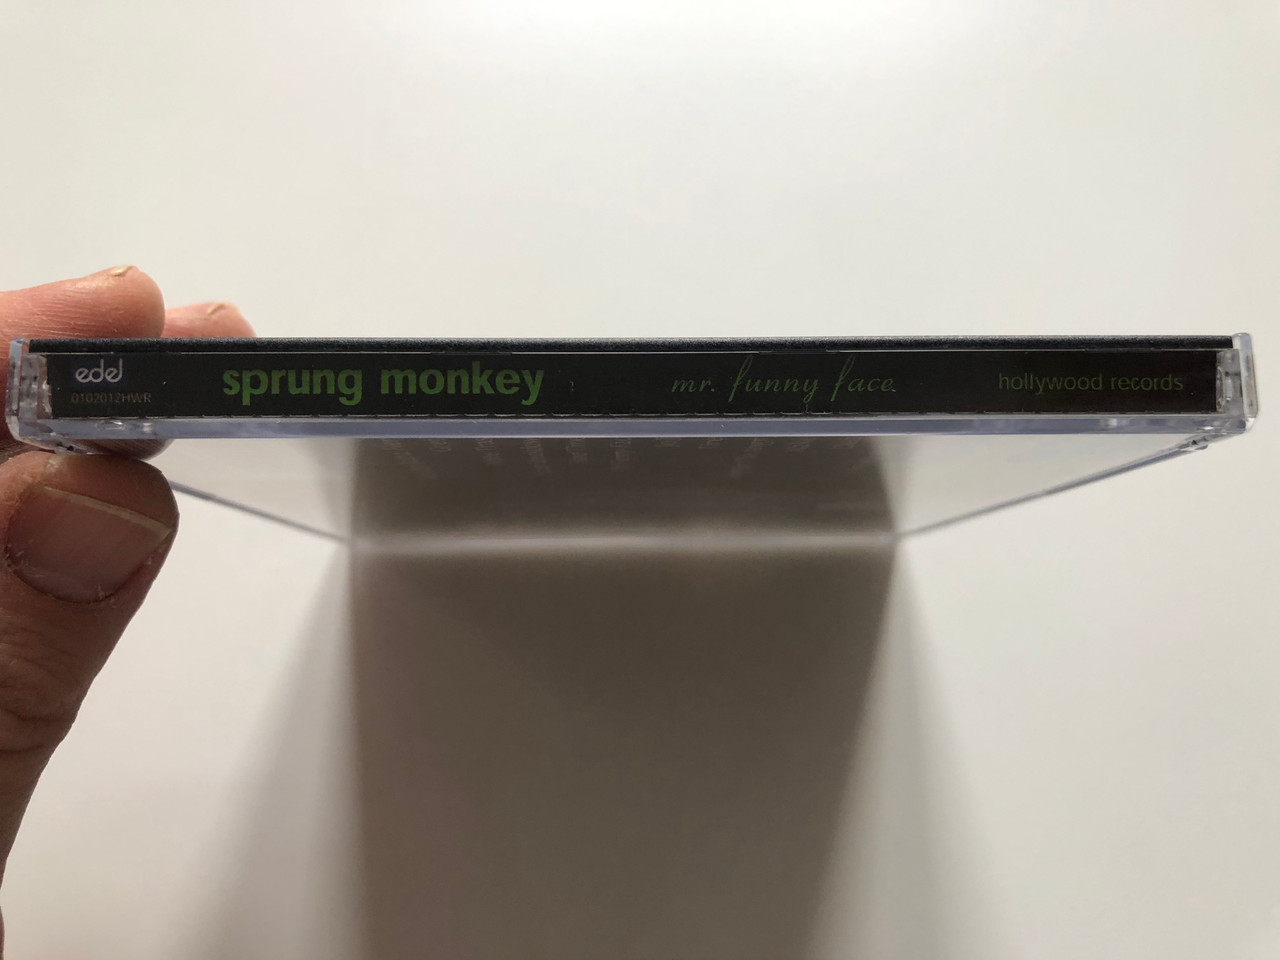 edel
0102012HWR
sprung monkey
mr. funny face
hollywood records